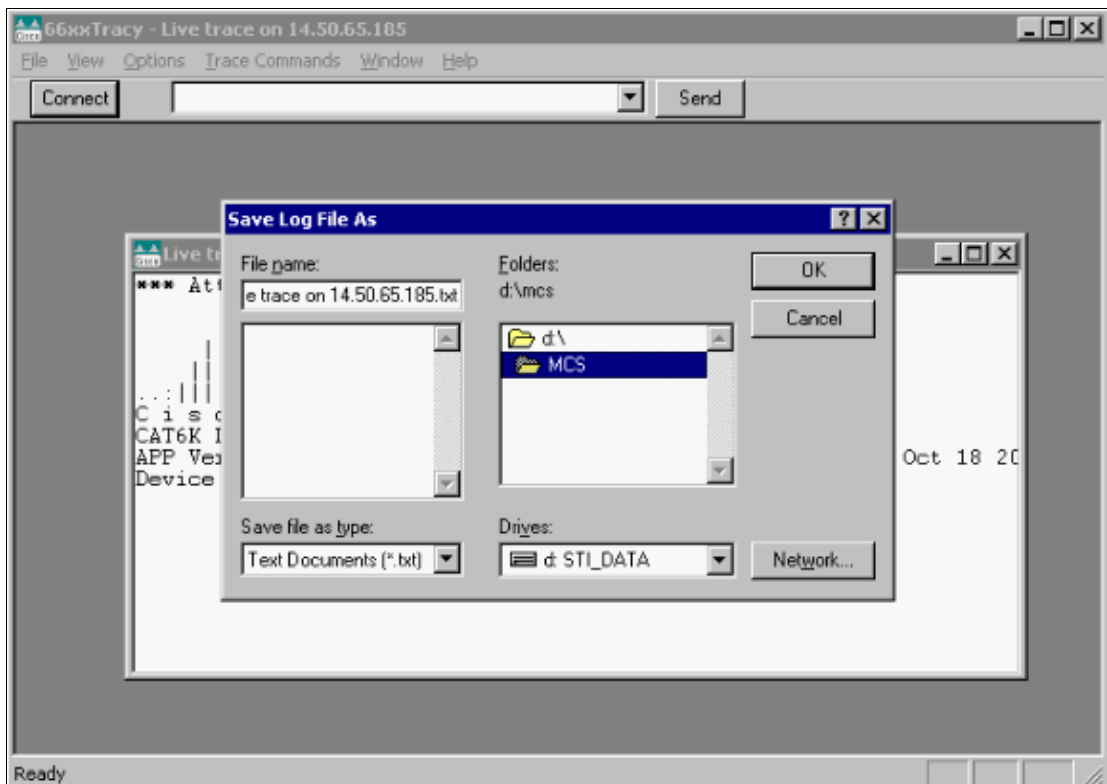 66xxTracy - Live trace on 14.50.65.185
File View Options Trace Commands Window Help
Connect Send
Save Log File As
Live tr
File name:
e trace on 14.50.65.185.txt
Folders:
d:\mcs
d:\
MCS
OK
Cancel
*** Att
C i s c
CAT6K I
APP Ver
Oct 18 20
Device
Save file as type:
Text Documents (*.txt)
Drives:
d: STI_DATA
Network...
Ready